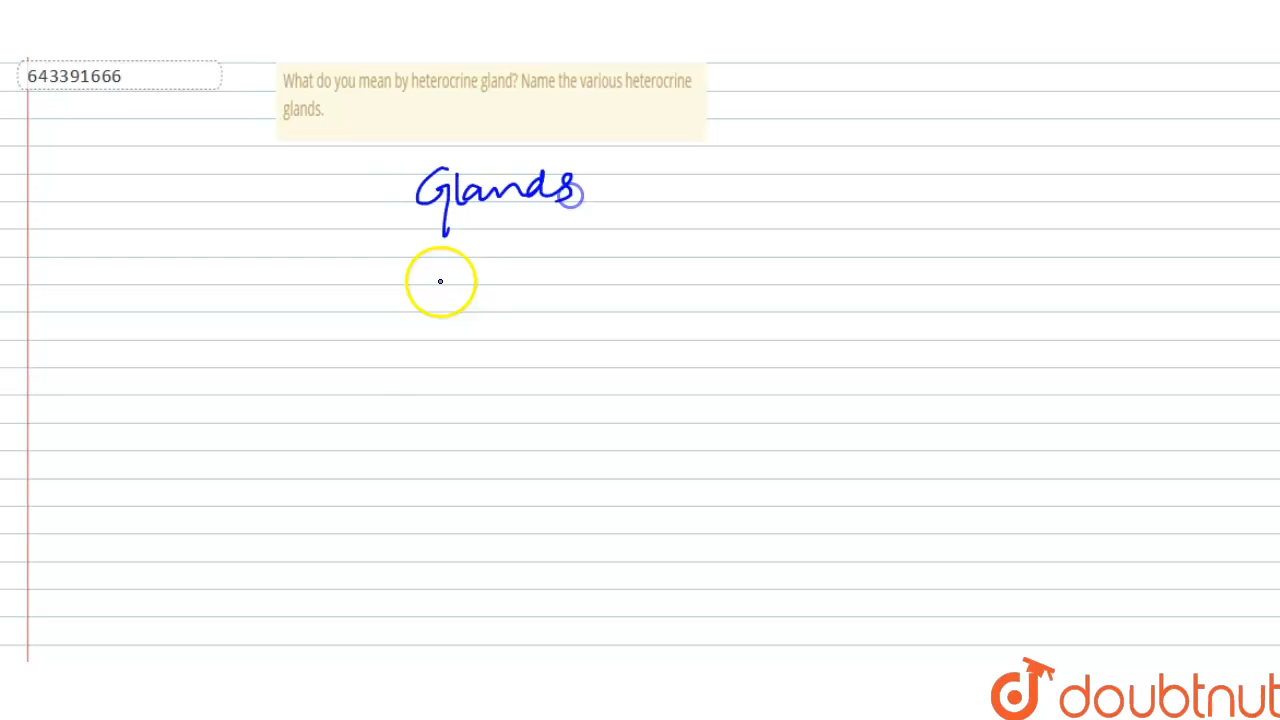 643391666
What do you mean by heterocrine gland? Name the various heterocrine
glands.
Glands
doubtnut